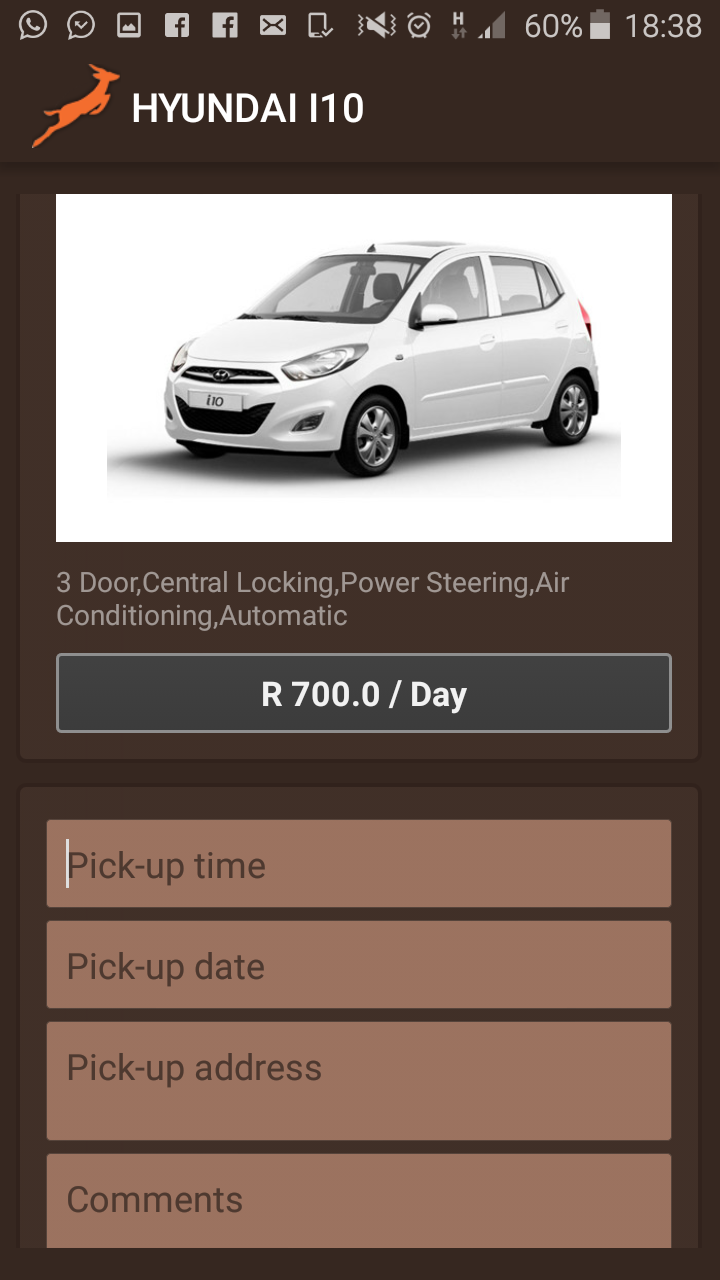 H 60% 18:38
HYUNDAI I10
i10
3 Door,Central Locking,Power Steering,Air
Conditioning,Automatic
R 700.0 / Day
Pick-up time
Pick-up date
Pick-up address
Comments